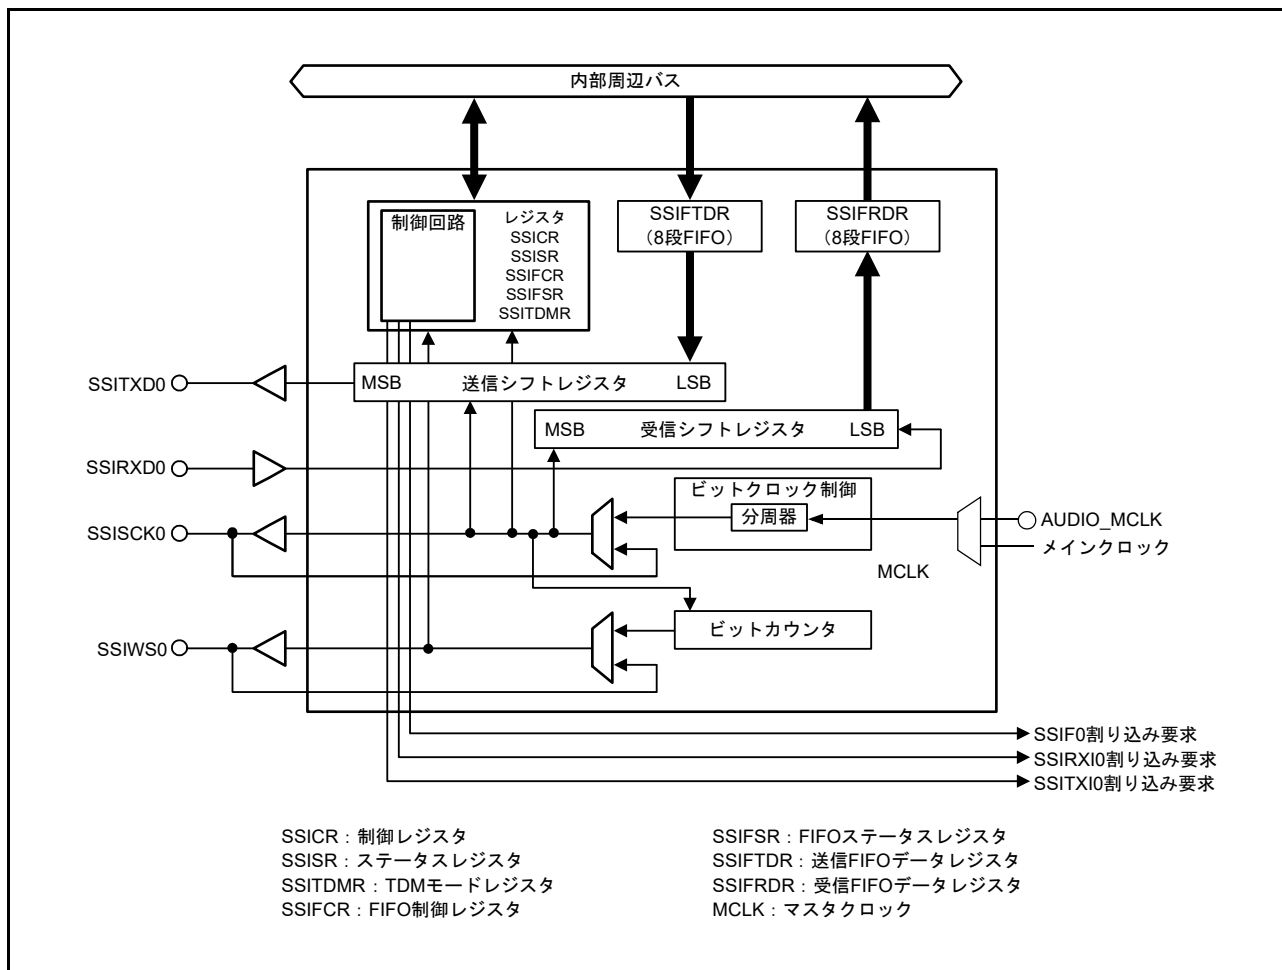 内部周辺バス
制御回路
レジスタ
SSICR
SSISR
SSIFCR
SSIFSR
SSITDMR
SSIFTDR
（8段FIFO）
SSIFRDR
（8段FIFO）
SSITXD0
MSB 送信シフトレジスタ LSB
MSB 受信シフトレジスタ LSB
SSIRXD0
ビットクロック制御
分周器
SSISCK0
AUDIO_MCLK
メインクロック
MCLK
ビットカウンタ
SSIWS0
SSIF0割り込み要求
SSIRXI0割り込み要求
SSITXI0割り込み要求
SSICR：制御レジスタ
SSISR：ステータスレジスタ
SSITDMR：TDMモードレジスタ
SSIFCR：FIFO制御レジスタ
SSIFSR：FIFOステータスレジスタ
SSIFTDR：送信FIFOデータレジスタ
SSIFRDR：受信FIFOデータレジスタ
MCLK：マスタクロック